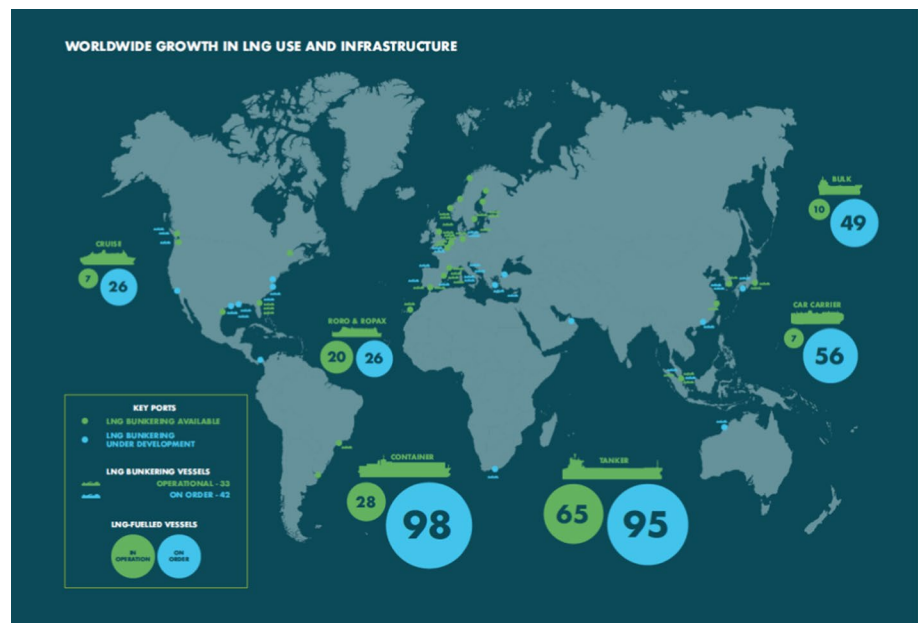 WORLDWIDE GROWTH IN LNG USE AND INFRASTRUCTURE
BULK
10
49
CRUISE
7
26
CAR CARRIER
7
56
RORO & ROPAX
20
26
KEY PORTS
LNG BUNKERING AVAILABLE
LNG BUNKERING
UNDER DEVELOPMENT
LNG BUNKERING VESSELS
OPERATIONAL - 33
ON ORDER - 42
LNG-FUELLED VESSELS
IN
OPERATION
ON
ORDER
CONTAINER
28
98
TANKER
65
95